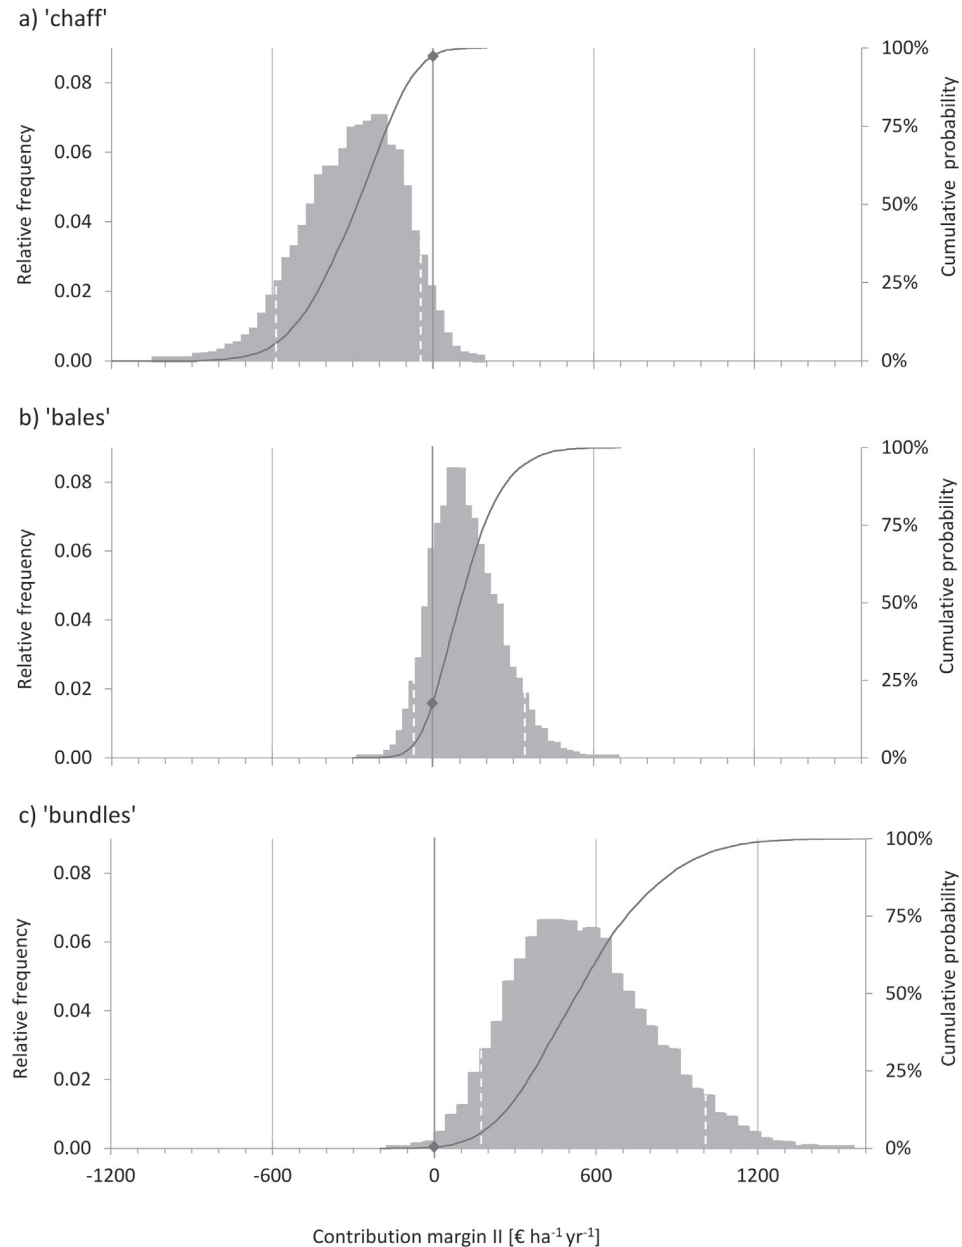 a) 'chaff'
0.08
0.06
0.04
0.02
0.00
Relative frequency
100%
75%
50%
25%
0%
Cumulative probability
b) 'bales'
0.08
0.06
0.04
0.02
0.00
Relative frequency
100%
75%
50%
25%
0%
Cumulative probability
c) 'bundles'
0.08
0.06
0.04
0.02
0.00
Relative frequency
100%
75%
50%
25%
0%
Cumulative probability
-1200 -600 0 600 1200
Contribution margin II [€ ha⁻¹ yr⁻¹]